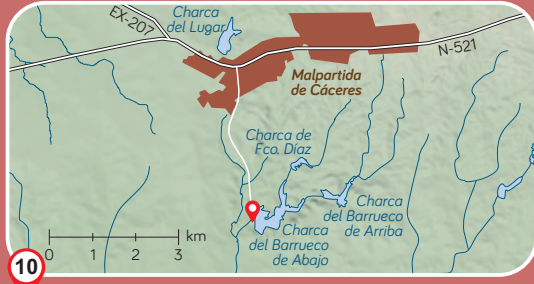 EX-207
Charca
del Lugar
N-521
Malpartida
de Cáceres
Charca de
Fco. Díaz
Charca
del Barrueco
de Arriba
Charca
del Barrueco
de Abajo
km
0 1 2 3
10